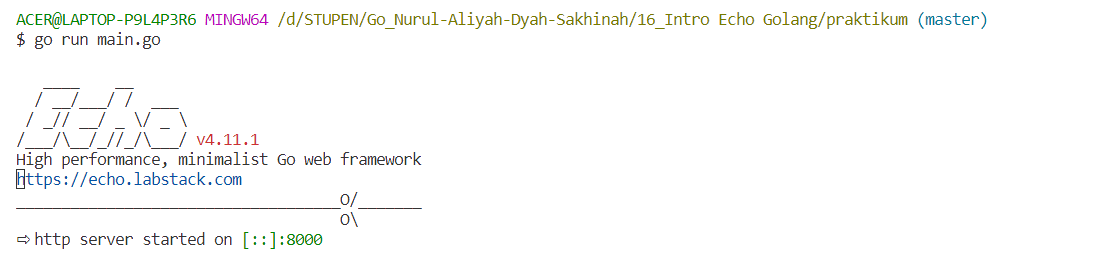 ACER@LAPTOP-P9L4P3R6 MINGW64 /d/STUPEN/Go_Nurul-Aliyah-Dyah-Sakhinah/16_Intro Echo Golang/praktikum (master)
$ go run main.go
   ____    __
  / __/___/ /  ___
 / _// __/ _ \/ _ \
/___/\__/_//_/\___/ v4.11.1
High performance, minimalist Go web framework
https://echo.labstack.com
____________________________________O/_______
                                    O\
⇨ http server started on [::]:8000